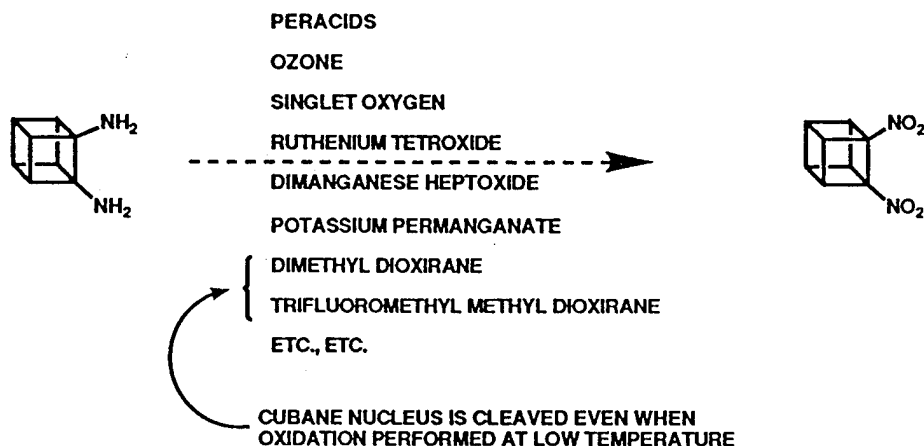 PERACIDS
OZONE
SINGLET OXYGEN
RUTHENIUM TETROXIDE
DIMANGANESE HEPTOXIDE
POTASSIUM PERMANGANATE
DIMETHYL DIOXIRANE
TRIFLUOROMETHYL METHYL DIOXIRANE
ETC., ETC.
NH2
NH2
NO2
NO2
CUBANE NUCLEUS IS CLEAVED EVEN WHEN
OXIDATION PERFORMED AT LOW TEMPERATURE